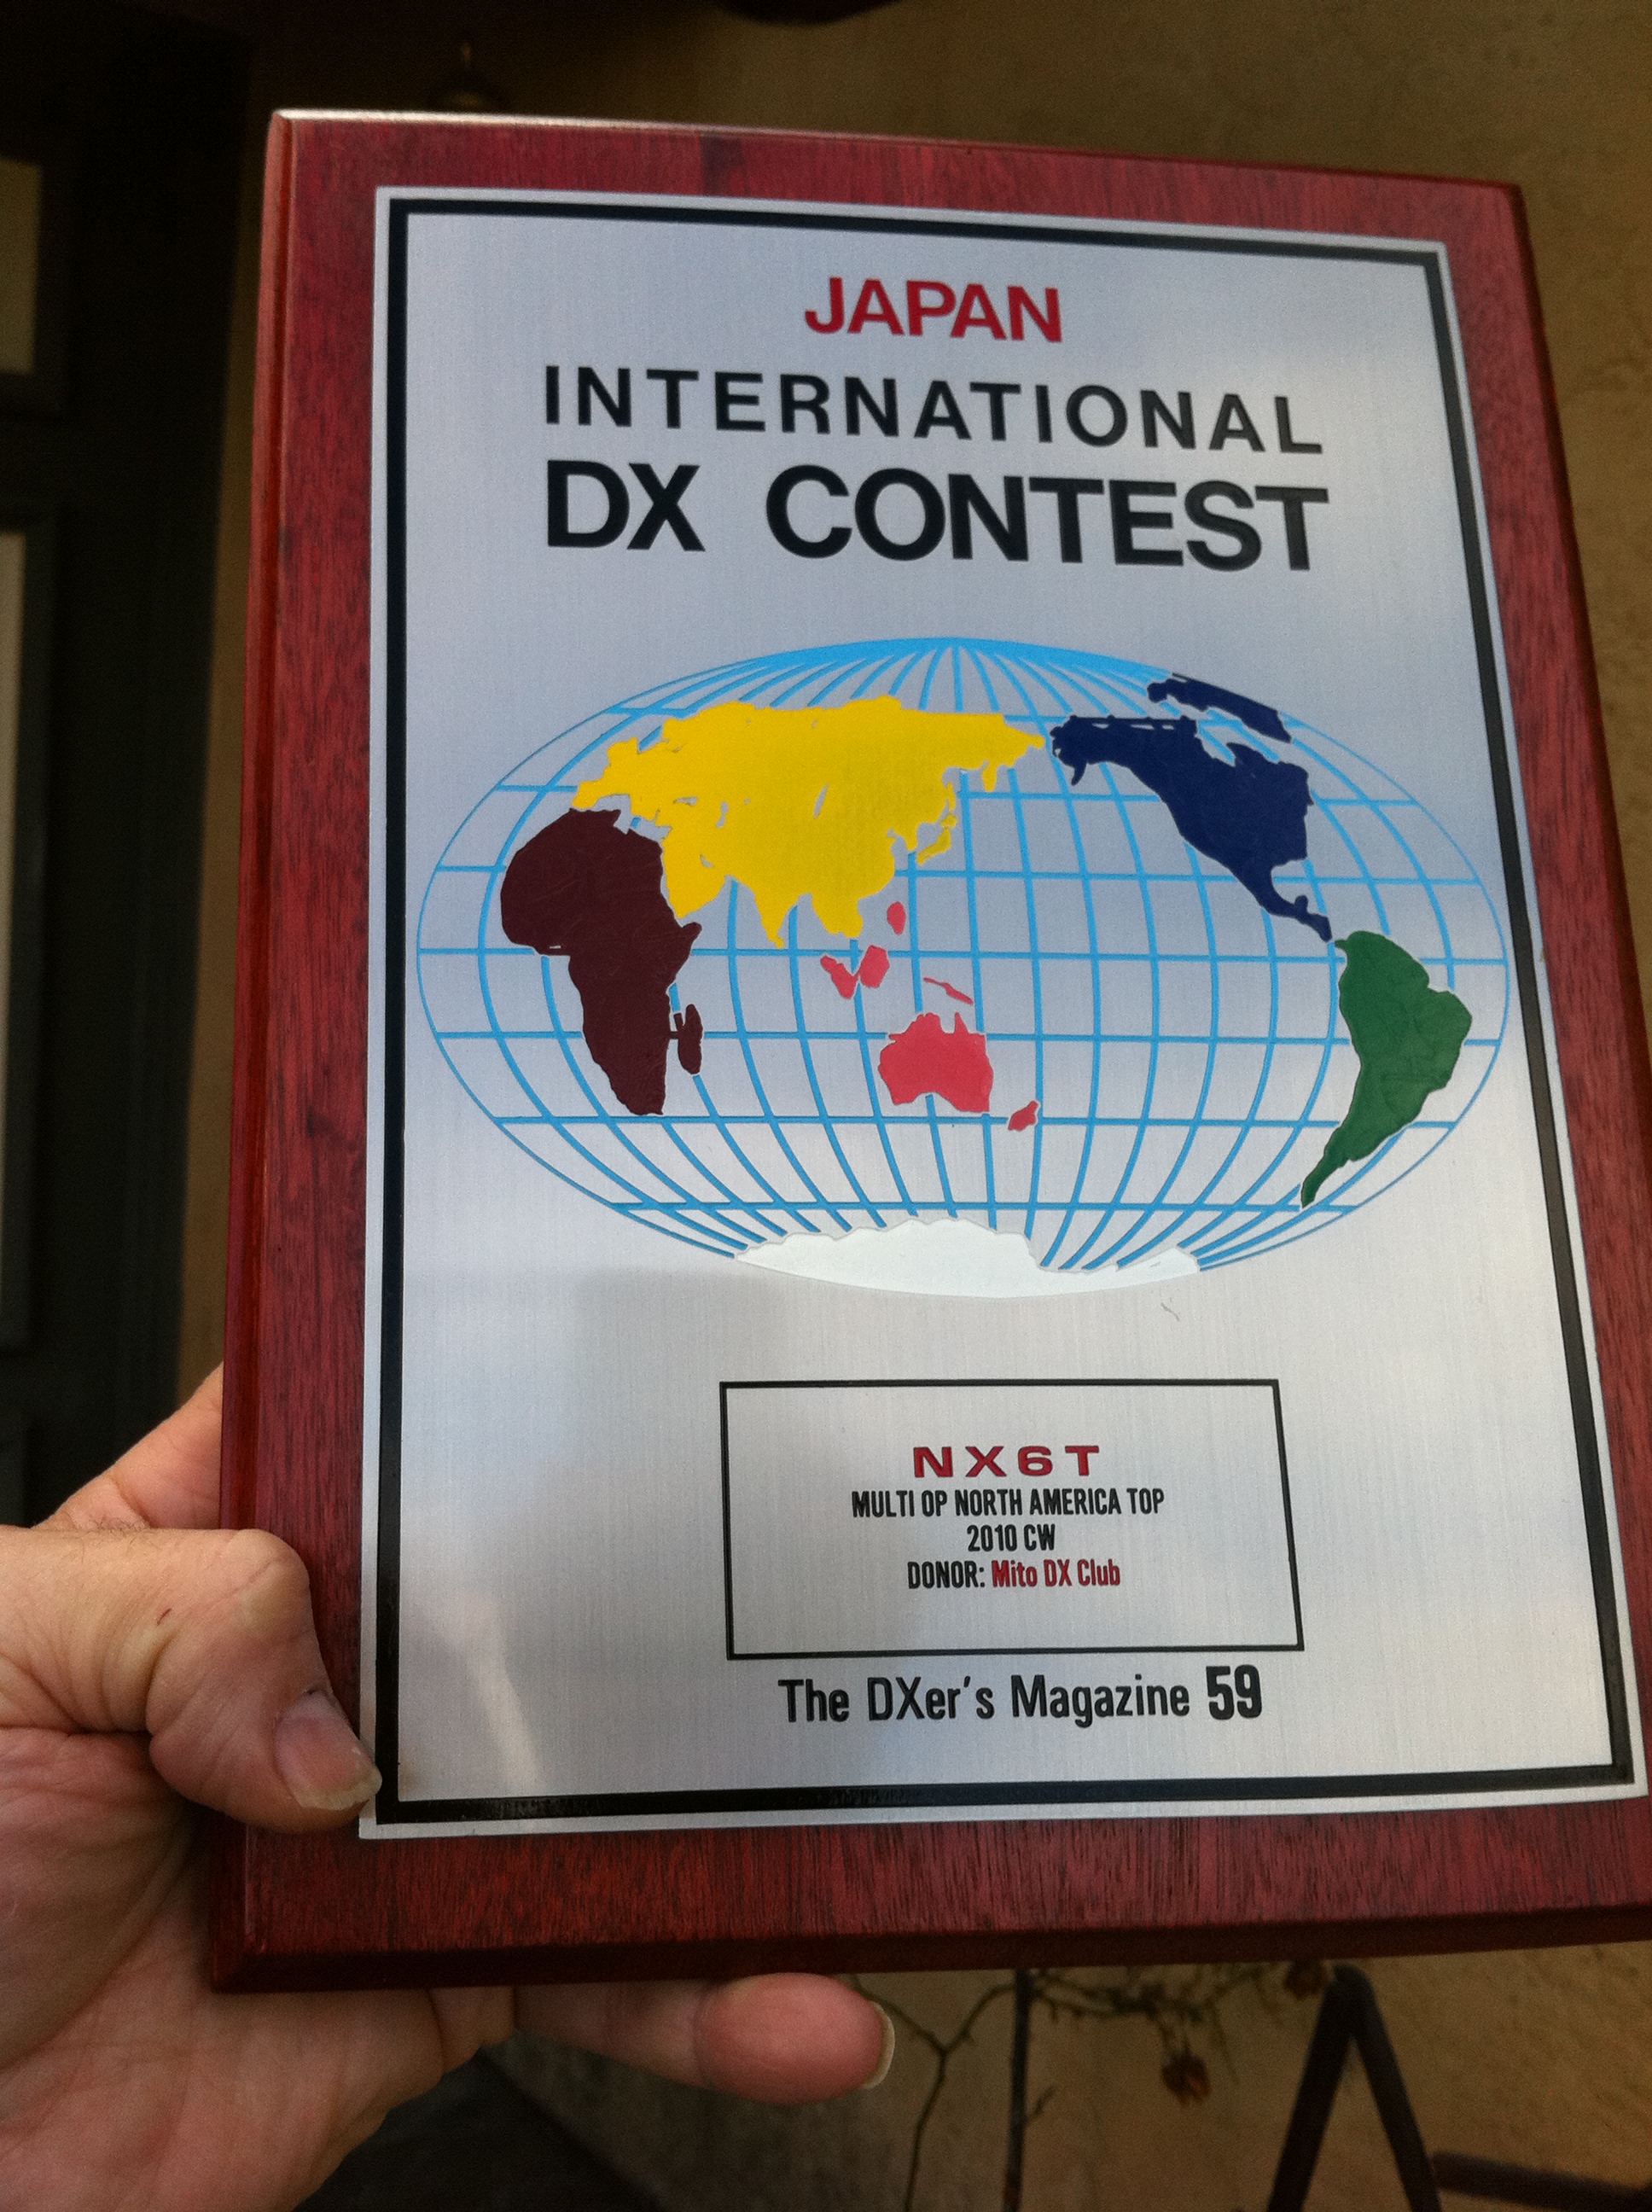 JAPAN
INTERNATIONAL
DX CONTEST
NX6T
MULTI OP NORTH AMERICA TOP
2010 CW
DONOR: Mito DX Club
The DXer's Magazine 59